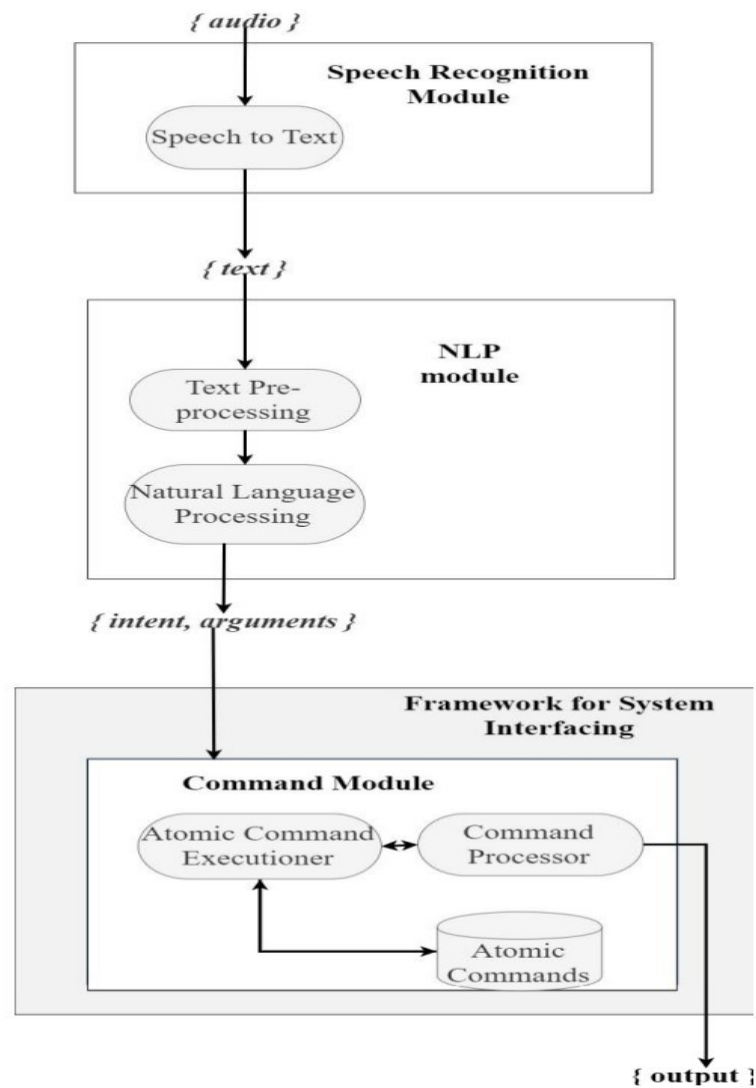 { audio }
Speech Recognition
Module
Speech to Text
{ text }
NLP
module
Text Pre-
processing
Natural Language
Processing
{ intent, arguments }
Framework for System
Interfacing
Command Module
Atomic Command
Executioner
Command
Processor
Atomic
Commands
{ output }